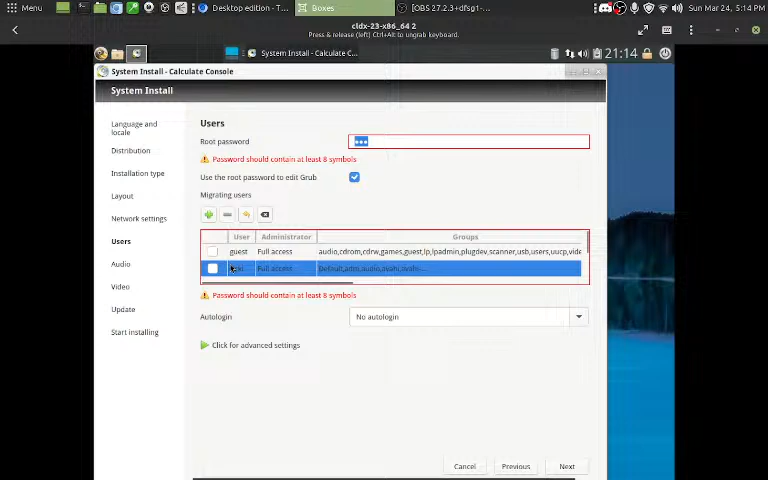 Menu
Desktop edition - T...
Boxes
[OBS 27.2.3+dfsg1-...
Sun Mar 24, 5:14 PM
cldx-23-x86_64 2
Press & release (left) Ctrl+Alt to ungrab keyboard.
System Install - Calculate C...
21:14
System Install - Calculate Console
System Install
Language and
locale
Distribution
Installation type
Layout
Network settings
Users
Audio
Video
Update
Start installing
Users
Root password
Password should contain at least 8 symbols
Use the root password to edit Grub
Migrating users
User Administrator Groups
guest Full access audio,cdrom,cdrw,games,guest,lp,lpadmin,plugdev,scanner,usb,users,uucp,vide
Full access Default,adm,audio,avahi,avahi-...
Password should contain at least 8 symbols
Autologin
No autologin
Click for advanced settings
Cancel
Previous
Next